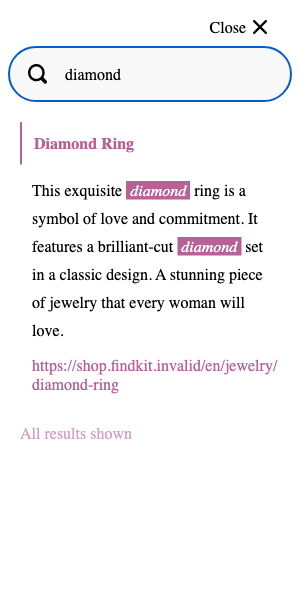 Close
diamond
Diamond Ring
This exquisite diamond ring is a
symbol of love and commitment. It
features a brilliant-cut diamond set
in a classic design. A stunning piece
of jewelry that every woman will
love.
https://shop.findkit.invalid/en/jewelry/
diamond-ring
All results shown